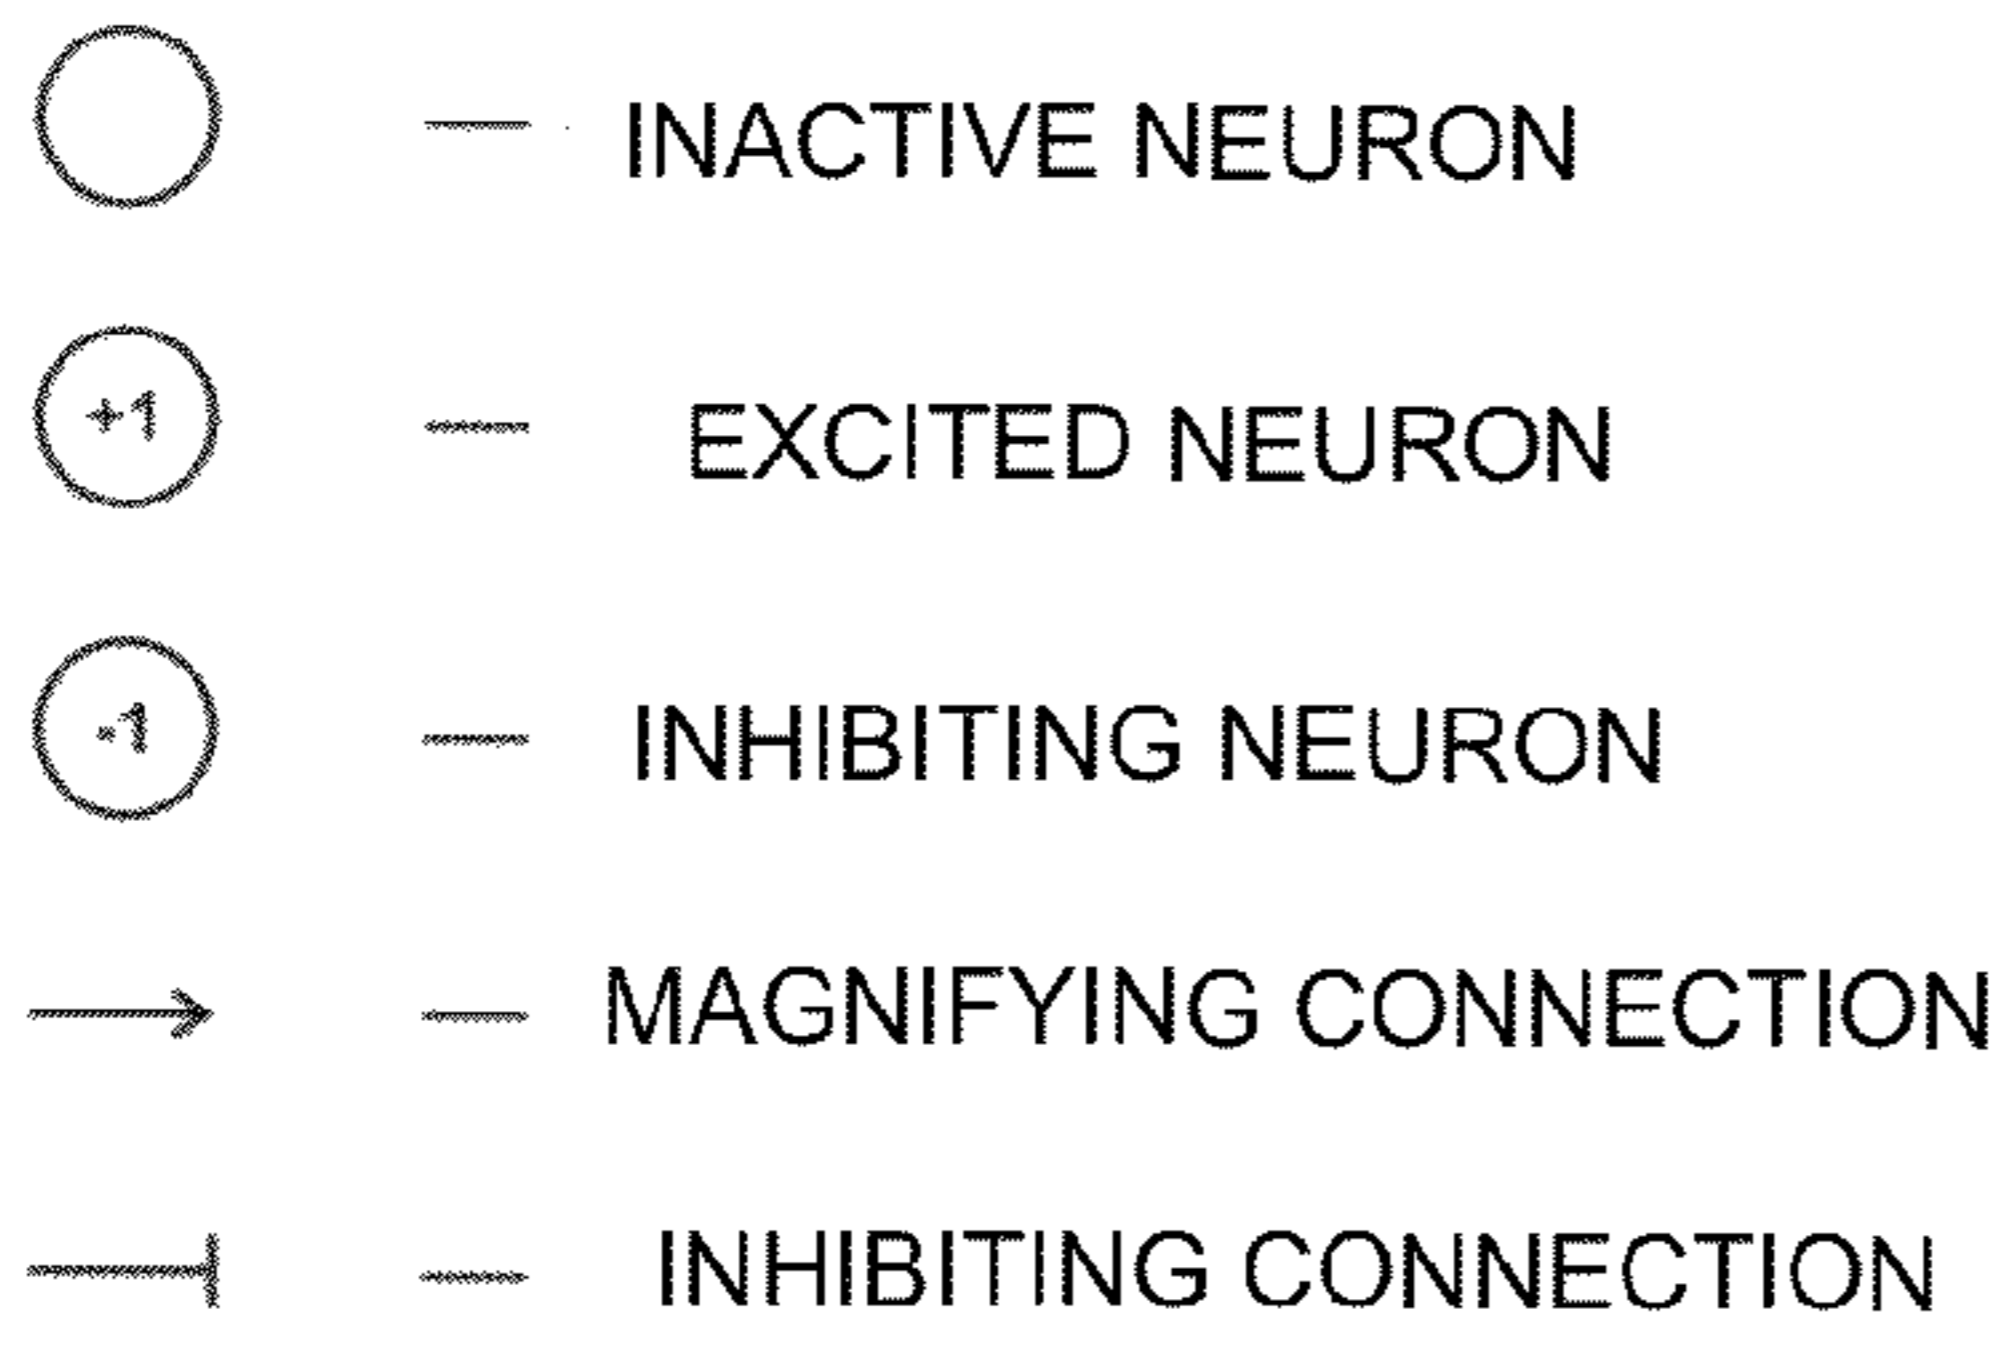 — INACTIVE NEURON
+1 — EXCITED NEURON
-1 — INHIBITING NEURON
— MAGNIFYING CONNECTION
— INHIBITING CONNECTION